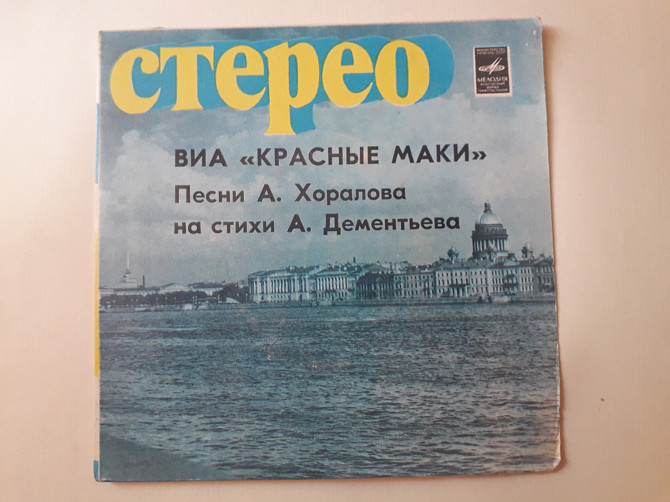 стерео
МЕЛОДИЯ
ВИА «КРАСНЫЕ МАКИ»
Песни А. Хоралова
на стихи А. Дементьева